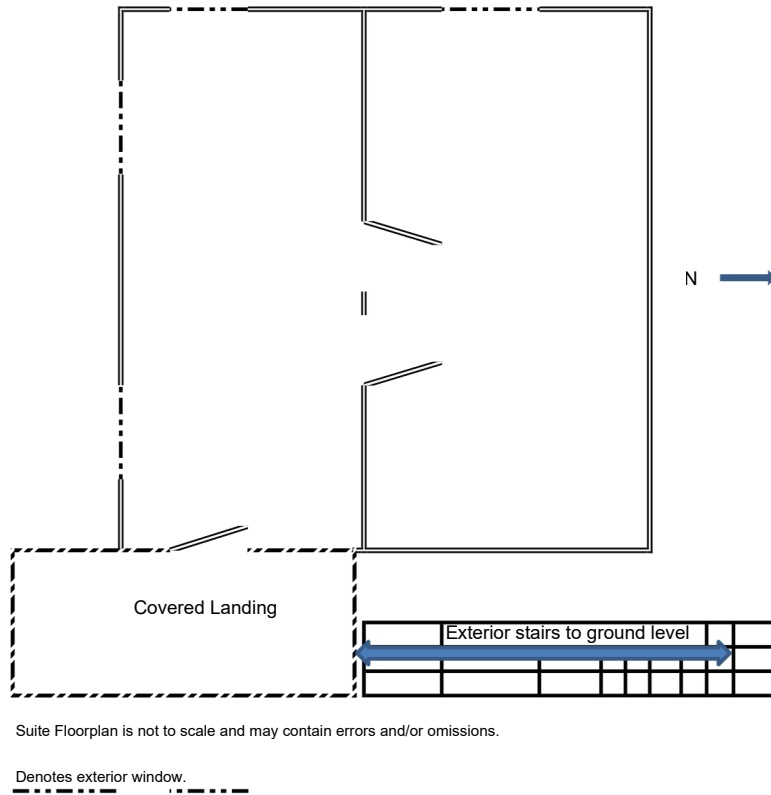 N
Covered Landing
Exterior stairs to ground level
Suite Floorplan is not to scale and may contain errors and/or omissions.
Denotes exterior window.